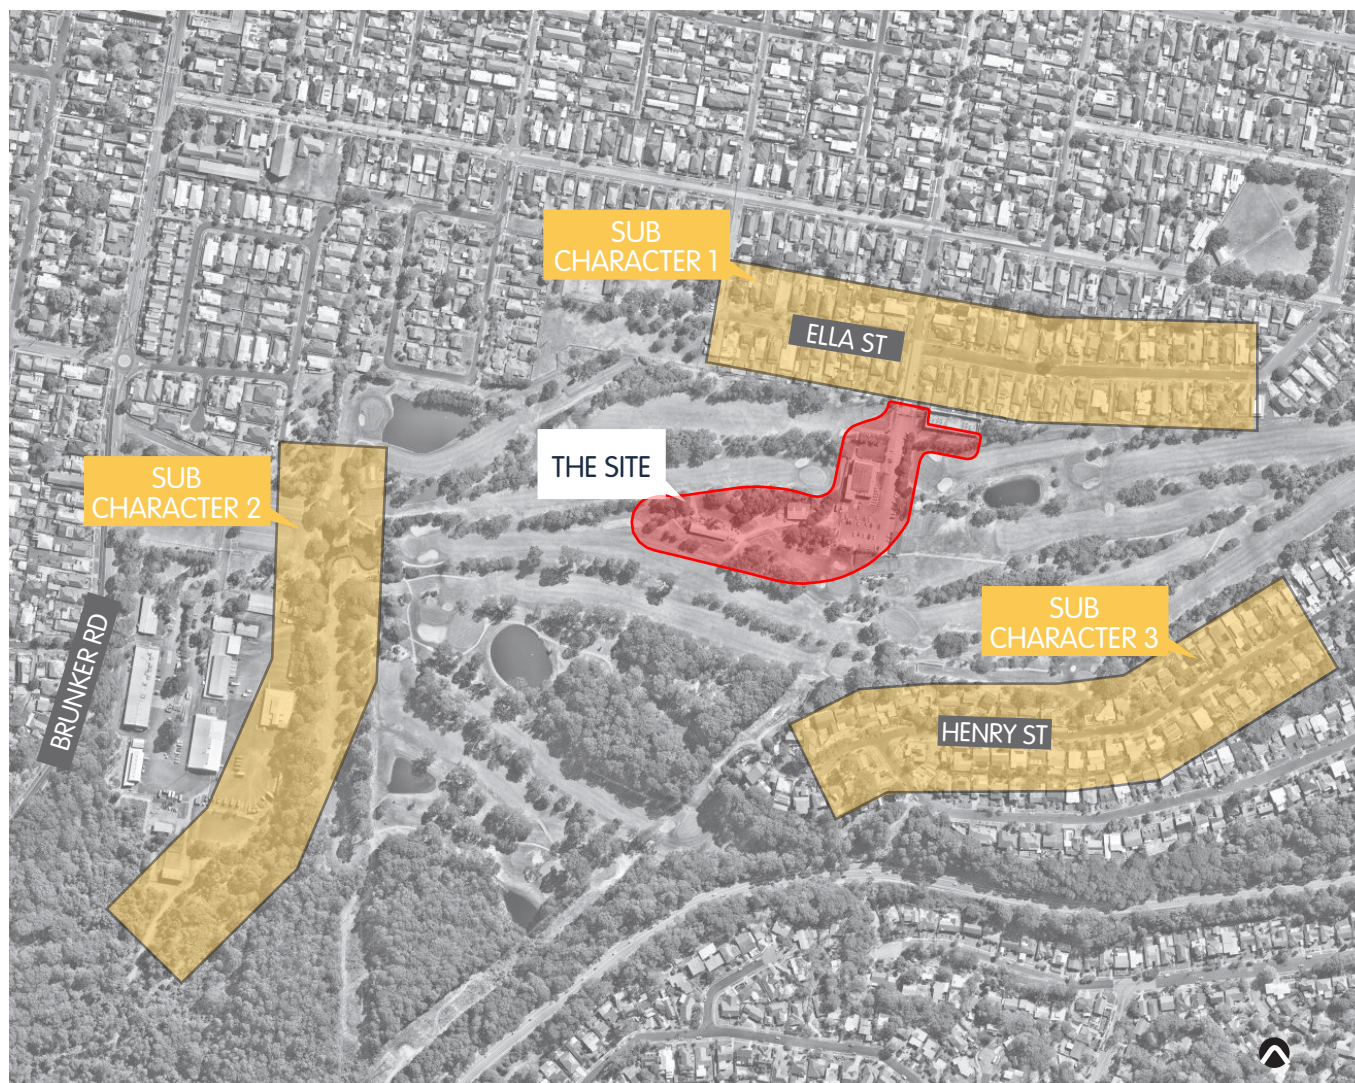 SUB
CHARACTER 1
ELLA ST
THE SITE
SUB
CHARACTER 2
SUB
CHARACTER 3
BRUNKER RD
HENRY ST